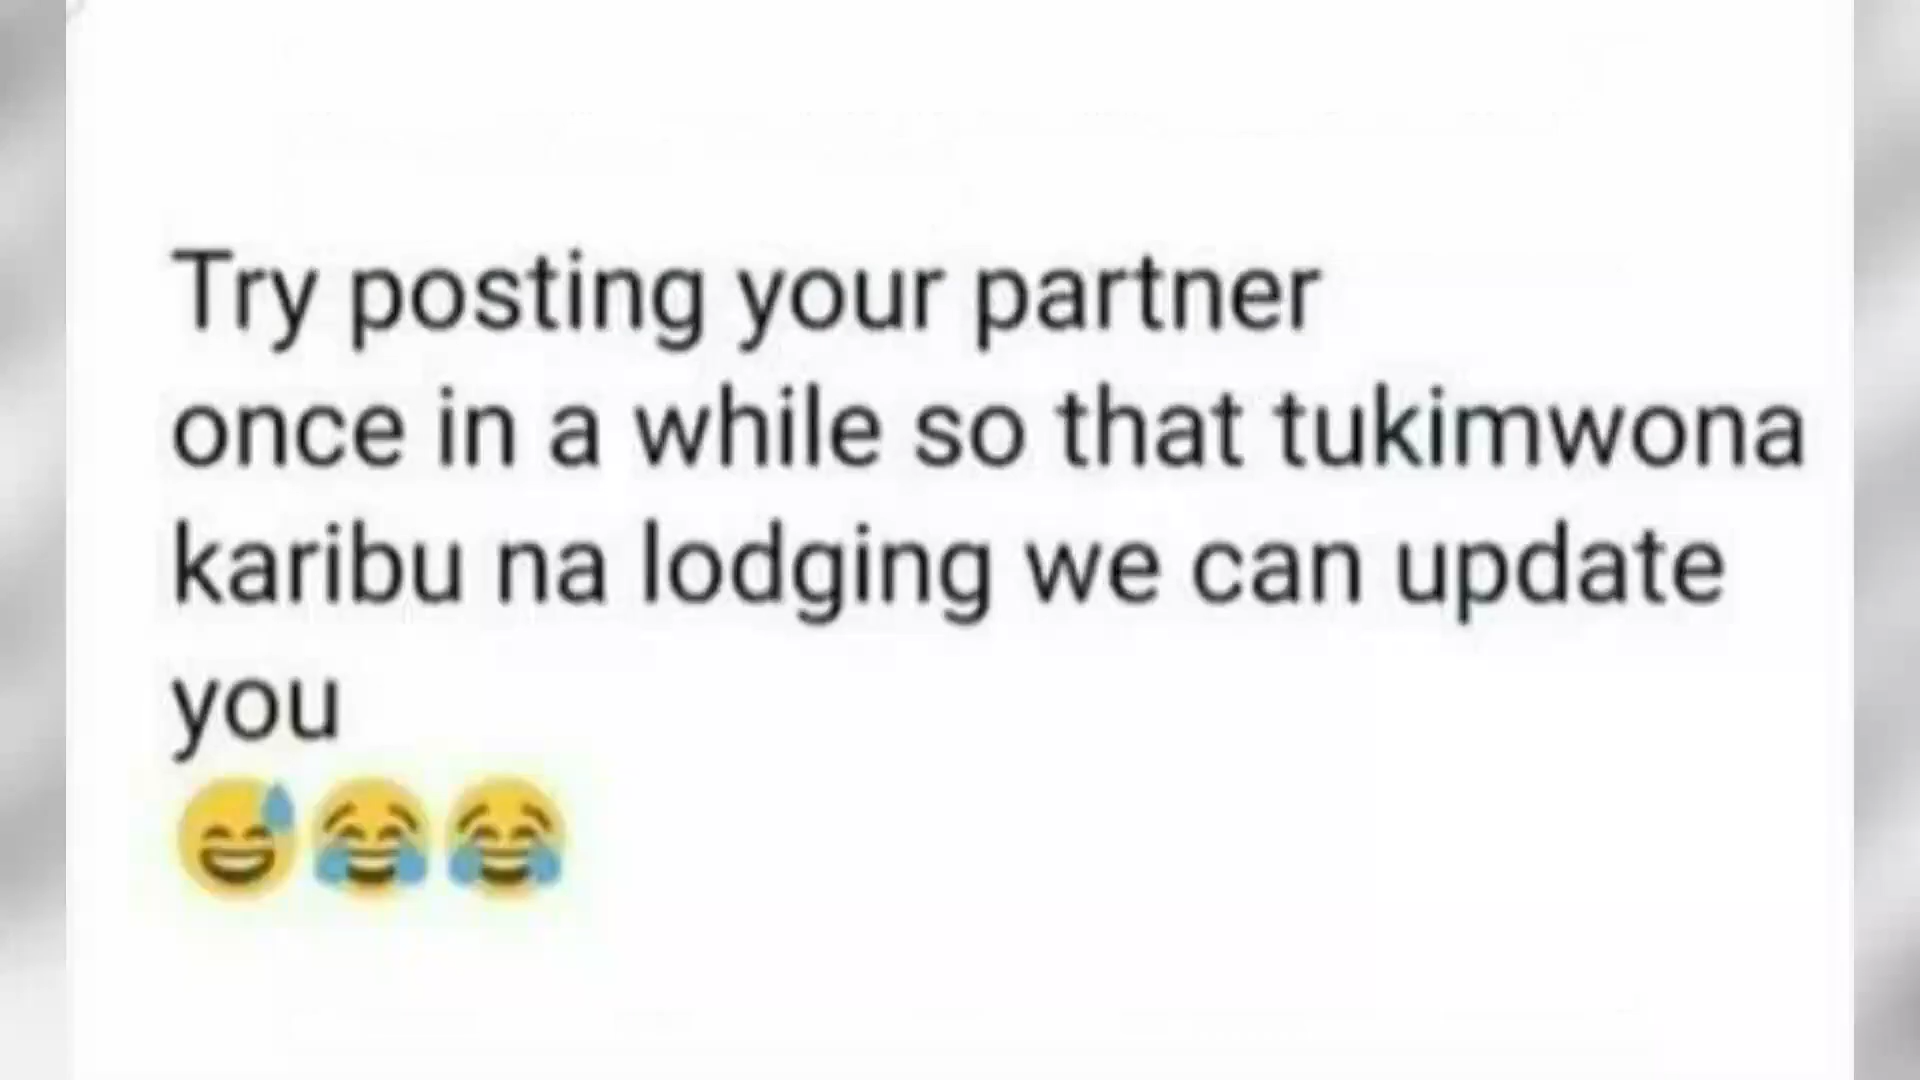 Try posting your partner
once in a while so that tukimwona
karibu na lodging we can update
you
😅😂😂